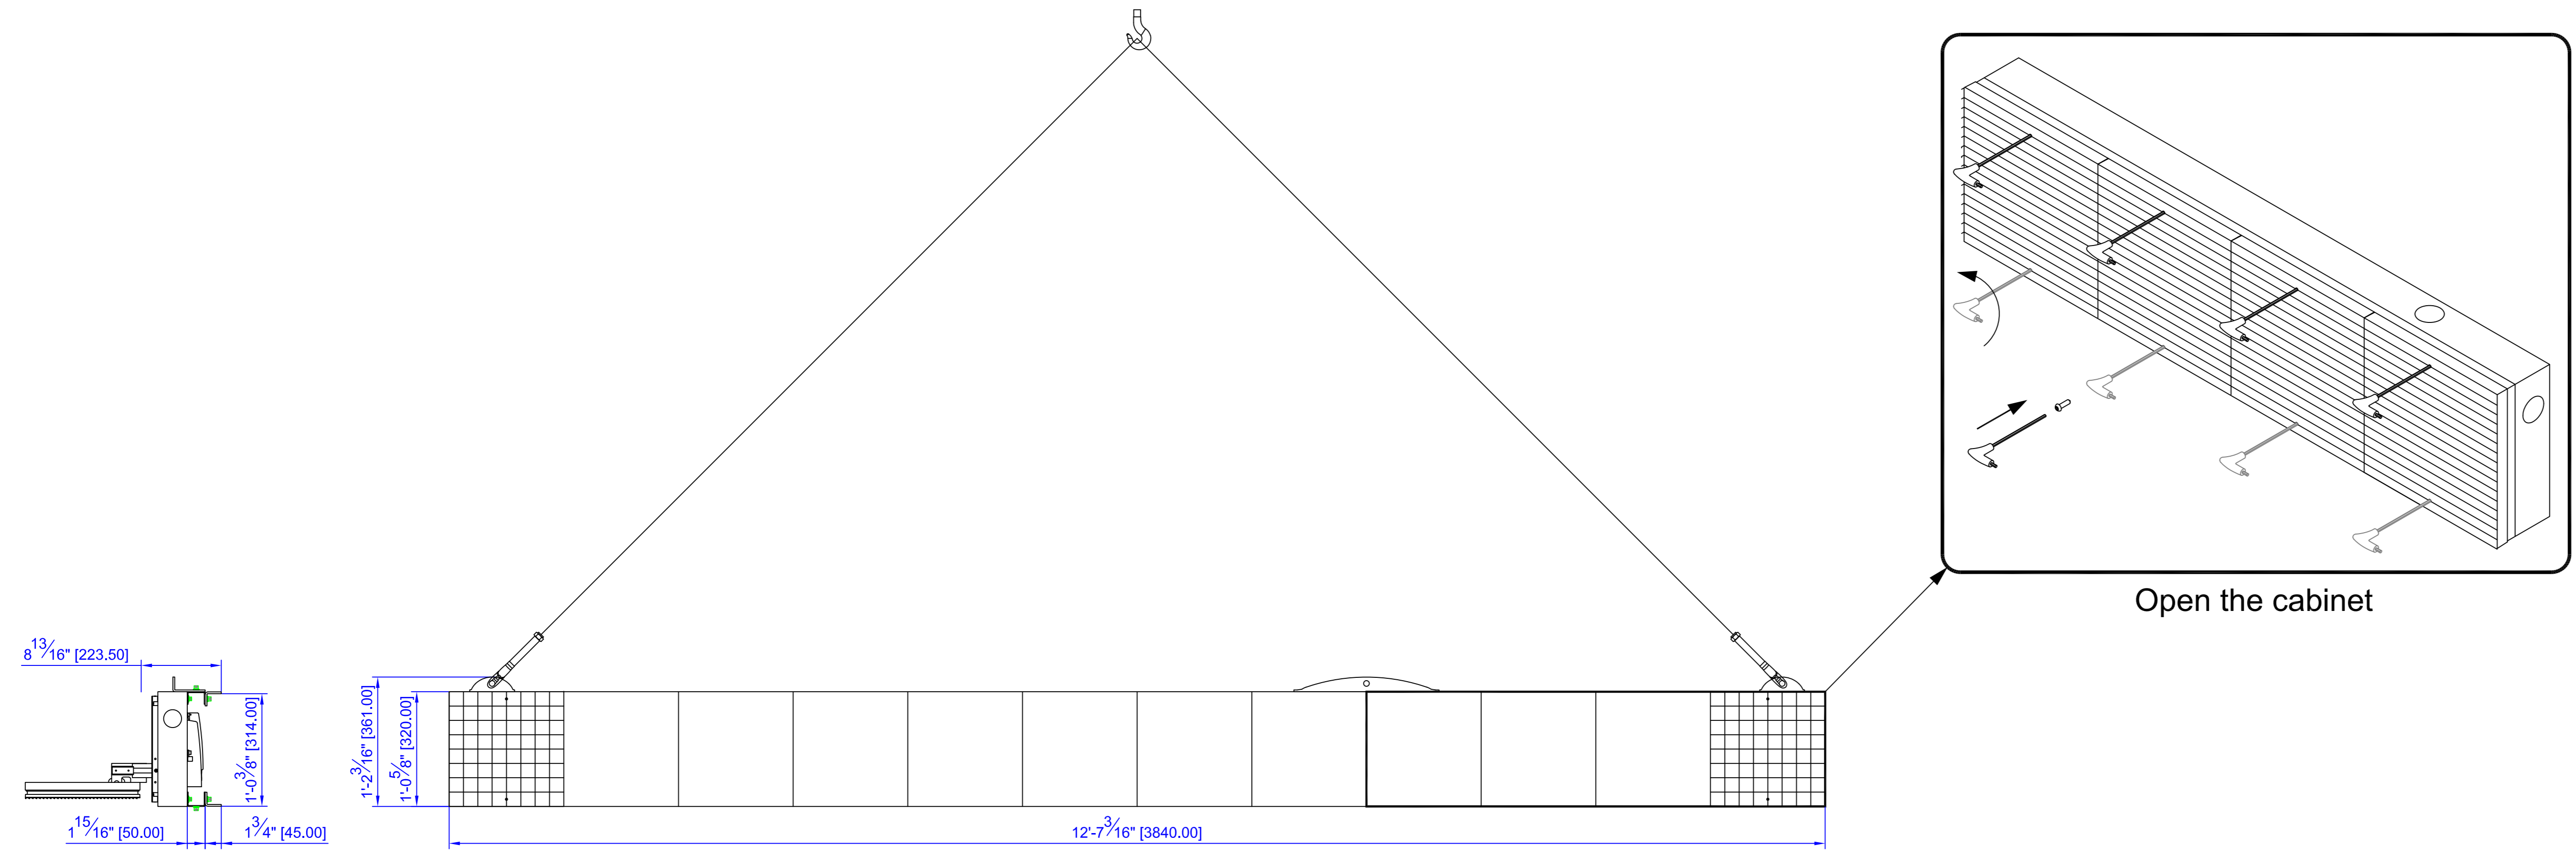 Open the cabinet
8 13/16" [223.50]
1'-0 3/8" [314.00]
1 15/16" [50.00]
1 3/4" [45.00]
1'-2 3/16" [361.00]
1'-0 5/8" [320.00]
12'-7 3/16" [3840.00]